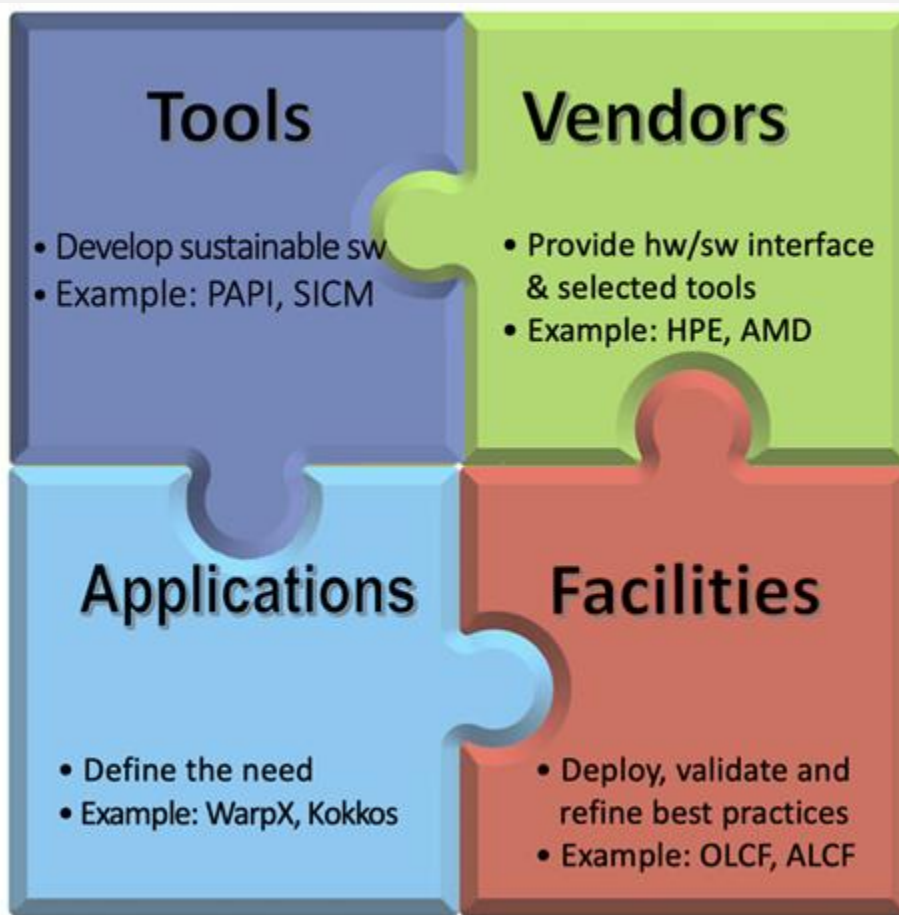 Tools
• Develop sustainable sw
• Example: PAPI, SICM
Vendors
• Provide hw/sw interface
& selected tools
• Example: HPE, AMD
Applications
• Define the need
• Example: WarpX, Kokkos
Facilities
• Deploy, validate and
refine best practices
• Example: OLCF, ALCF